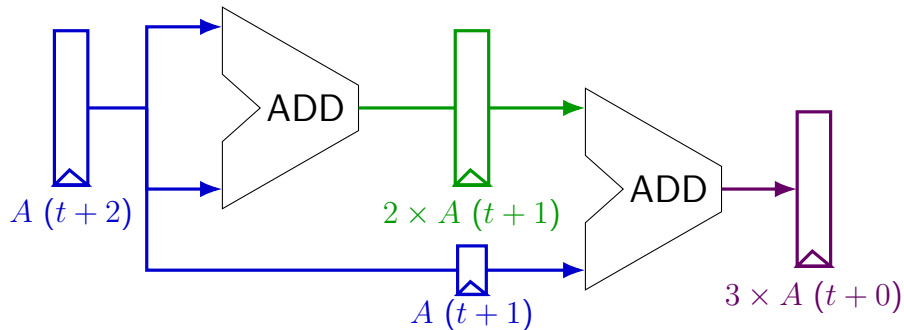 ADD
A (t + 2)
2 × A (t + 1)
ADD
A (t + 1)
3 × A (t + 0)